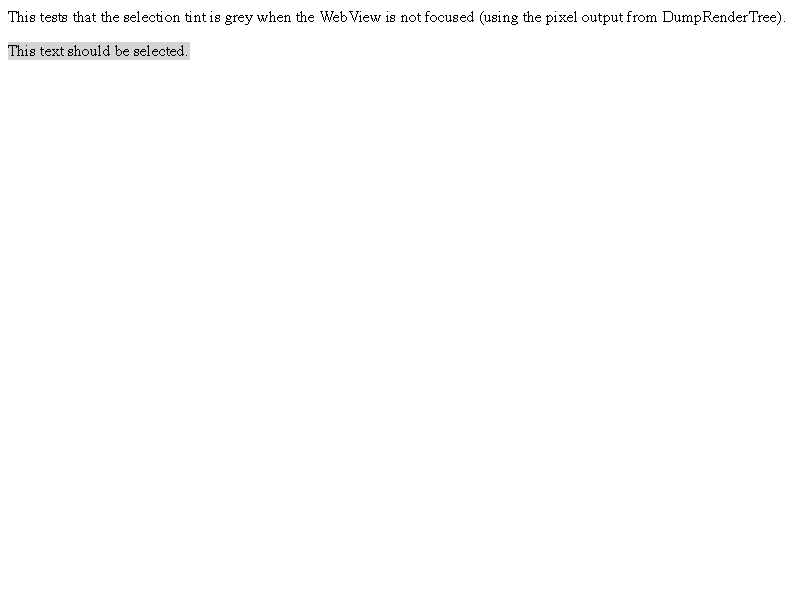 This tests that the selection tint is grey when the WebView is not focused (using the pixel output from DumpRenderTree).
This text should be selected.